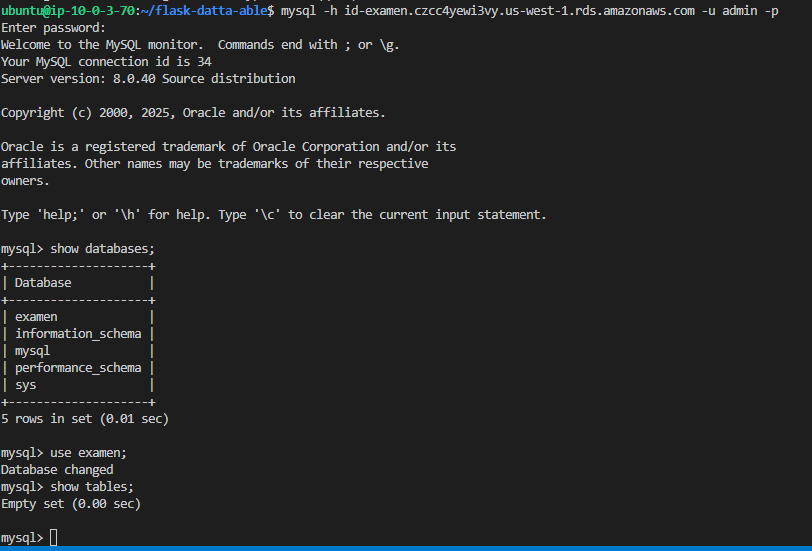 ubuntu@ip-10-0-3-70:~/flask-datta-able$ mysql -h id-examen.czcc4yewi3vy.us-west-1.rds.amazonaws.com -u admin -p
Enter password:
Welcome to the MySQL monitor.  Commands end with ; or \g.
Your MySQL connection id is 34
Server version: 8.0.40 Source distribution

Copyright (c) 2000, 2025, Oracle and/or its affiliates.

Oracle is a registered trademark of Oracle Corporation and/or its
affiliates. Other names may be trademarks of their respective
owners.

Type 'help;' or '\h' for help. Type '\c' to clear the current input statement.

mysql> show databases;
+--------------------+
| Database           |
+--------------------+
| examen             |
| information_schema |
| mysql              |
| performance_schema |
| sys                |
+--------------------+
5 rows in set (0.01 sec)

mysql> use examen;
Database changed
mysql> show tables;
Empty set (0.00 sec)

mysql>